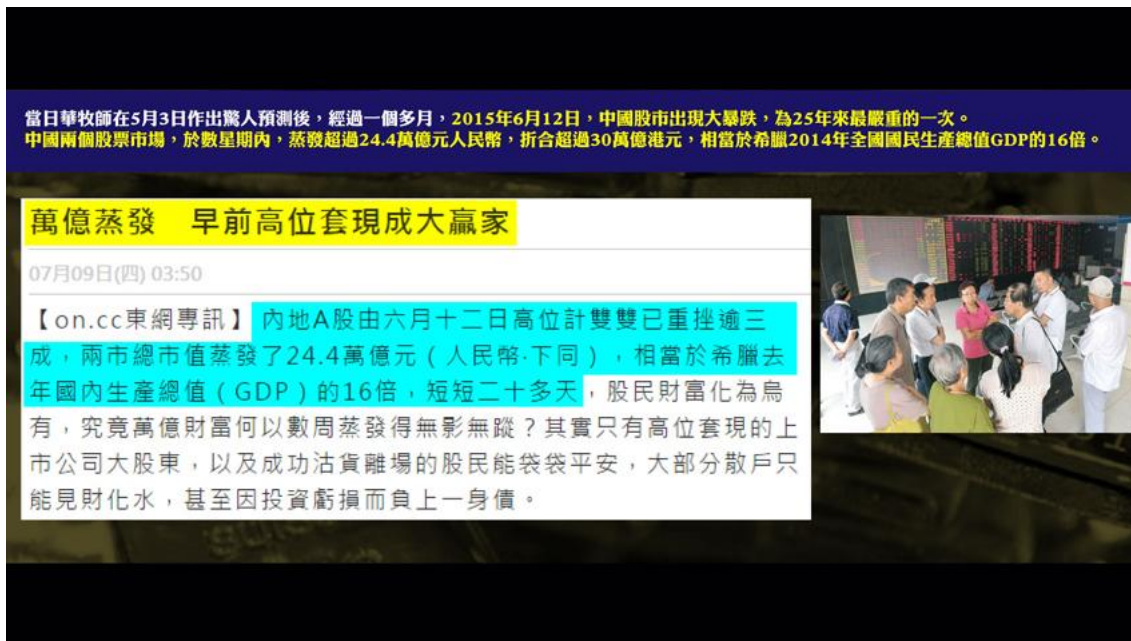 當日華牧師在5月3日作出驚人預測後，經過一個多月，2015年6月12日，中國股市出現大暴跌，為25年來最嚴重的一次。
中國兩個股票市場，於數星期內，蒸發超過24.4萬億元人民幣，折合超過30萬億港元，相當於希臘2014年全國國民生產總值GDP的16倍。
萬億蒸發　早前高位套現成大贏家
07月09日(四) 03:50
【on.cc東網專訊】內地A股由六月十二日高位計雙雙已重挫逾三
成，兩市總市值蒸發了24.4萬億元（人民幣‧下同），相當於希臘去
年國內生產總值（GDP）的16倍，短短二十多天，股民財富化為烏
有，究竟萬億財富何以數周蒸發得無影無蹤？其實只有高位套現的上
市公司大股東，以及成功沽貨離場的股民能袋袋平安，大部分散戶只
能見財化水，甚至因投資虧損而負上一身債。